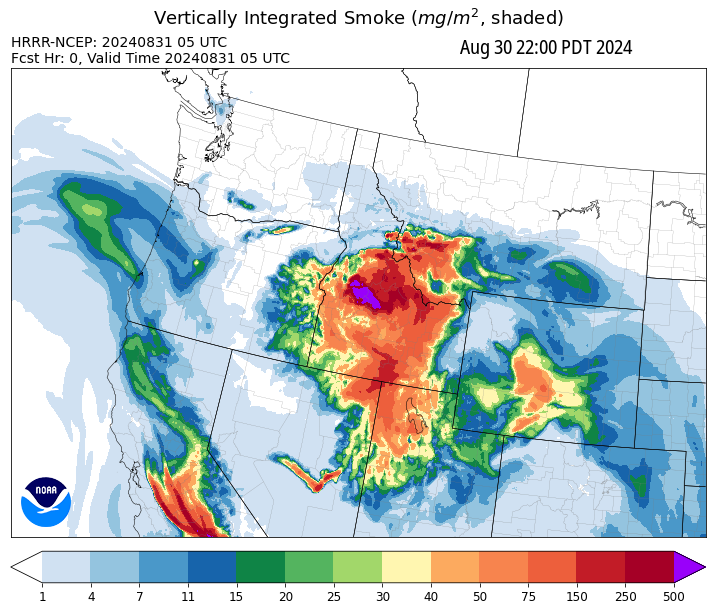 Vertically Integrated Smoke (mg/m², shaded)
HRRR-NCEP: 20240831 05 UTC
Fcst Hr: 0, Valid Time 20240831 05 UTC
Aug 30 22:00 PDT 2024
NOAA
1 4 7 11 15 20 25 30 40 50 75 150 250 500